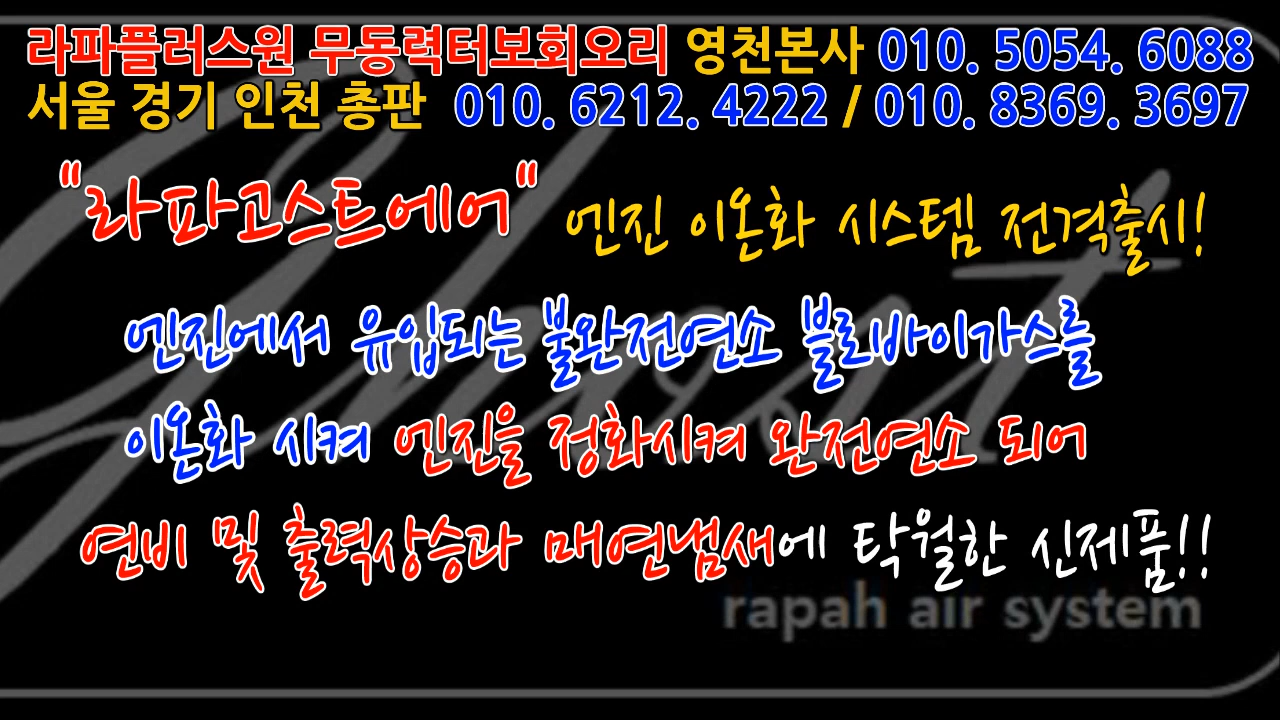 라파플러스원 무동력터보회오리 영천본사 010. 5054. 6088
서울 경기 인천 총판 010. 6212. 4222 / 010. 8369. 3697
"라파고스트에어" 엔진 이온화 시스템 전격출시!
엔진에서 유입되는 불완전연소 블로바이가스를
이온화 시켜 엔진을 정화시켜 완전연소 되어
연비 및 출력상승과 매연냄새에 탁월한 신제품!!
Ghost
rapah air system